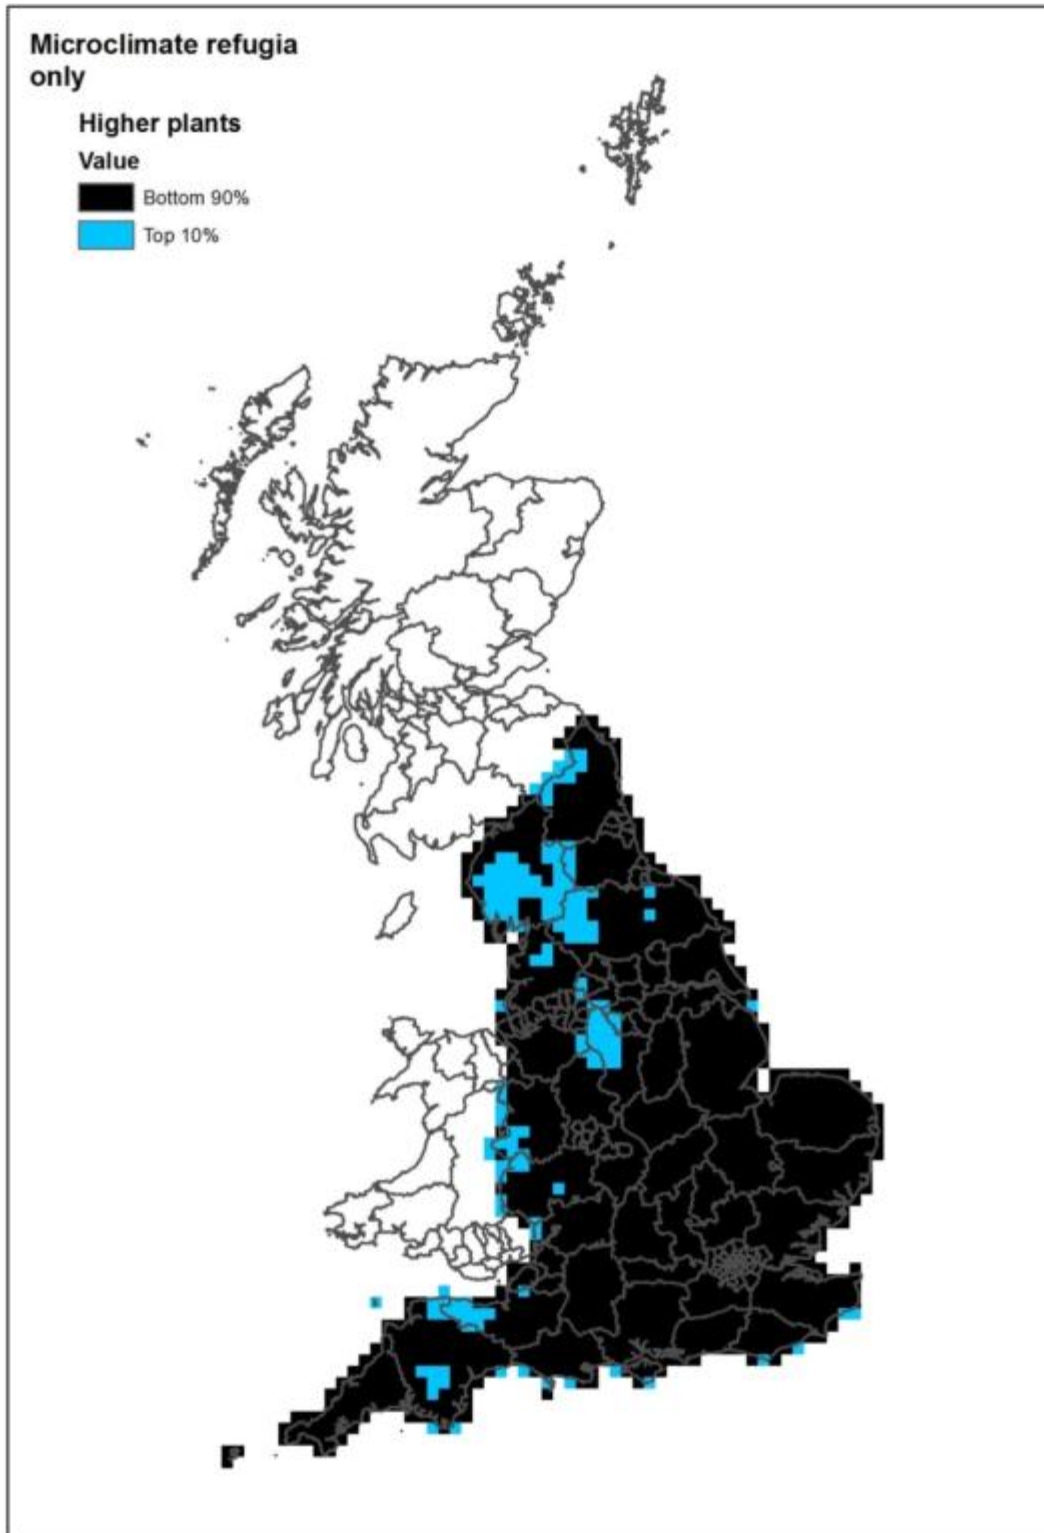 Microclimate refugia
only
Higher plants
Value
Bottom 90%
Top 10%